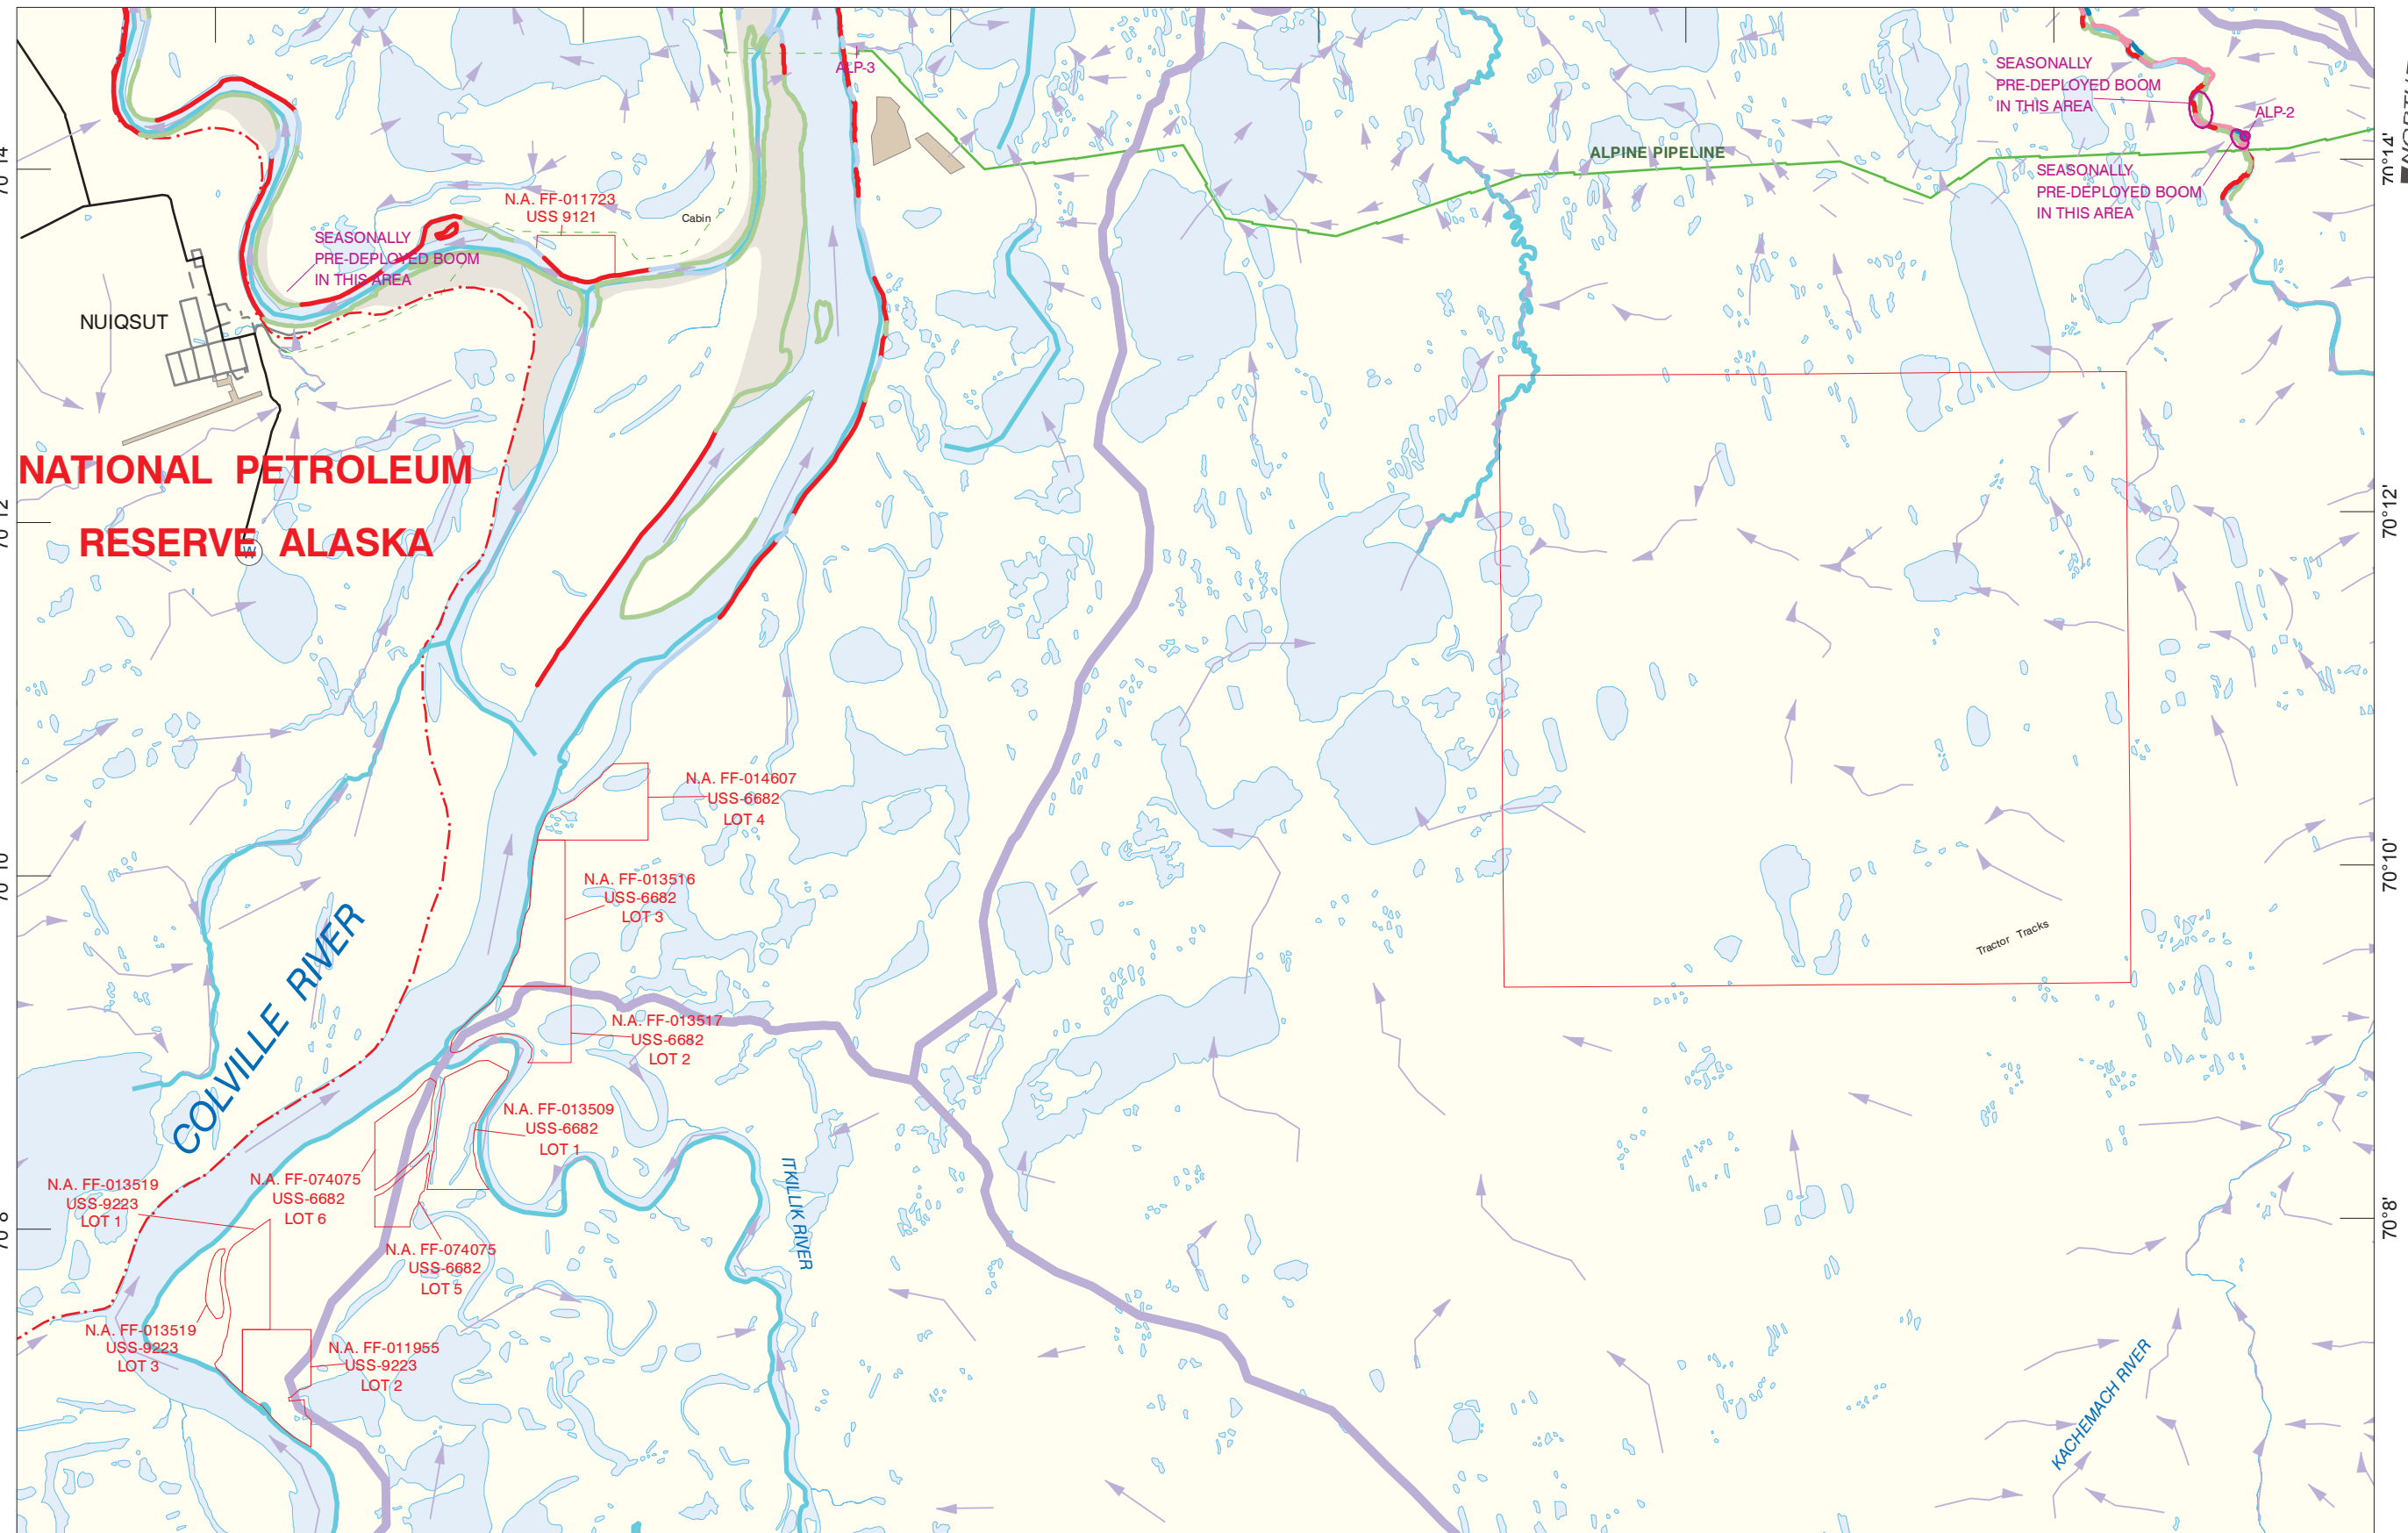 SEASONALLY
PRE-DEPLOYED BOOM
IN THIS AREA
ALP-3
ALP-2
ALPINE PIPELINE
SEASONALLY
PRE-DEPLOYED BOOM
IN THIS AREA
70°14'
N.A. FF-011723
USS 9121
Cabin
SEASONALLY
PRE-DEPLOYED BOOM
IN THIS AREA
NUIQSUT
NATIONAL PETROLEUM
RESERVE ALASKA
W
70°12'
N.A. FF-014607
USS-6682
LOT 4
70°10'
N.A. FF-013516
USS-6682
LOT 3
Tractor Tracks
COLVILLE RIVER
N.A. FF-013517
USS-6682
LOT 2
N.A. FF-013509
USS-6682
LOT 1
ITKILLIK RIVER
N.A. FF-074075
USS-6682
LOT 6
N.A. FF-013519
USS-9223
LOT 1
70°8'
N.A. FF-074075
USS-6682
LOT 5
N.A. FF-013519
USS-9223
LOT 3
N.A. FF-011955
USS-9223
LOT 2
KACHEMACH RIVER